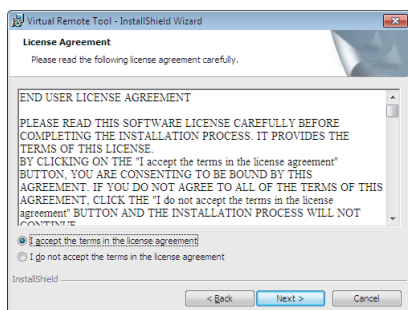 Virtual Remote Tool - InstallShield Wizard
License Agreement
Please read the following license agreement carefully.
END USER LICENSE AGREEMENT
PLEASE READ THIS SOFTWARE LICENSE CAREFULLY BEFORE
COMPLETING THE INSTALLATION PROCESS. IT PROVIDES THE
TERMS OF THIS LICENSE.
BY CLICKING ON THE "I accept the terms in the license agreement"
BUTTON, YOU ARE CONSENTING TO BE BOUND BY THIS
AGREEMENT. IF YOU DO NOT AGREE TO ALL OF THE TERMS OF THIS
AGREEMENT, CLICK THE "I do not accept the terms in the license
agreement" BUTTON AND THE INSTALLATION PROCESS WILL NOT
CONTINUE.
I accept the terms in the license agreement
I do not accept the terms in the license agreement
InstallShield
< Back Next > Cancel